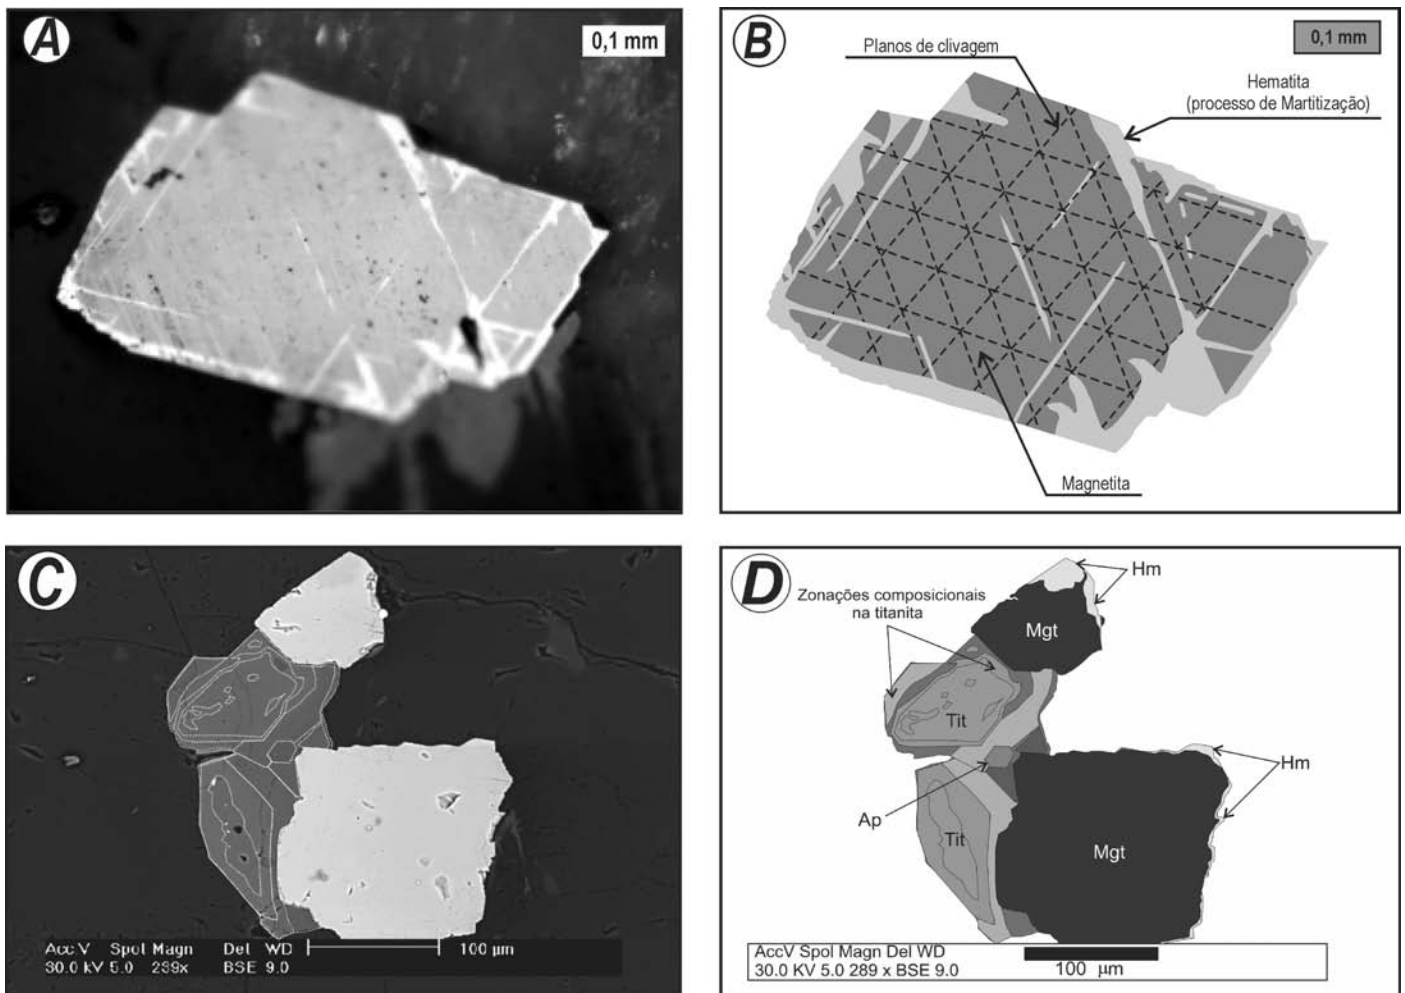 A
0,1 mm
B
0,1 mm
Planos de clivagem
Hematita
(processo de Martitização)
Magnetita
C
Acc.V Spot Magn Det WD
30.0 kV 5.0 289x BSE 9.0
100 µm
D
Zonações composicionais
na titanita
Hm
Mgt
Tit
Hm
Ap
Tit
Mgt
AccV Spol Magn Del WD
30.0 KV 5.0 289 x BSE 9.0
100 µm